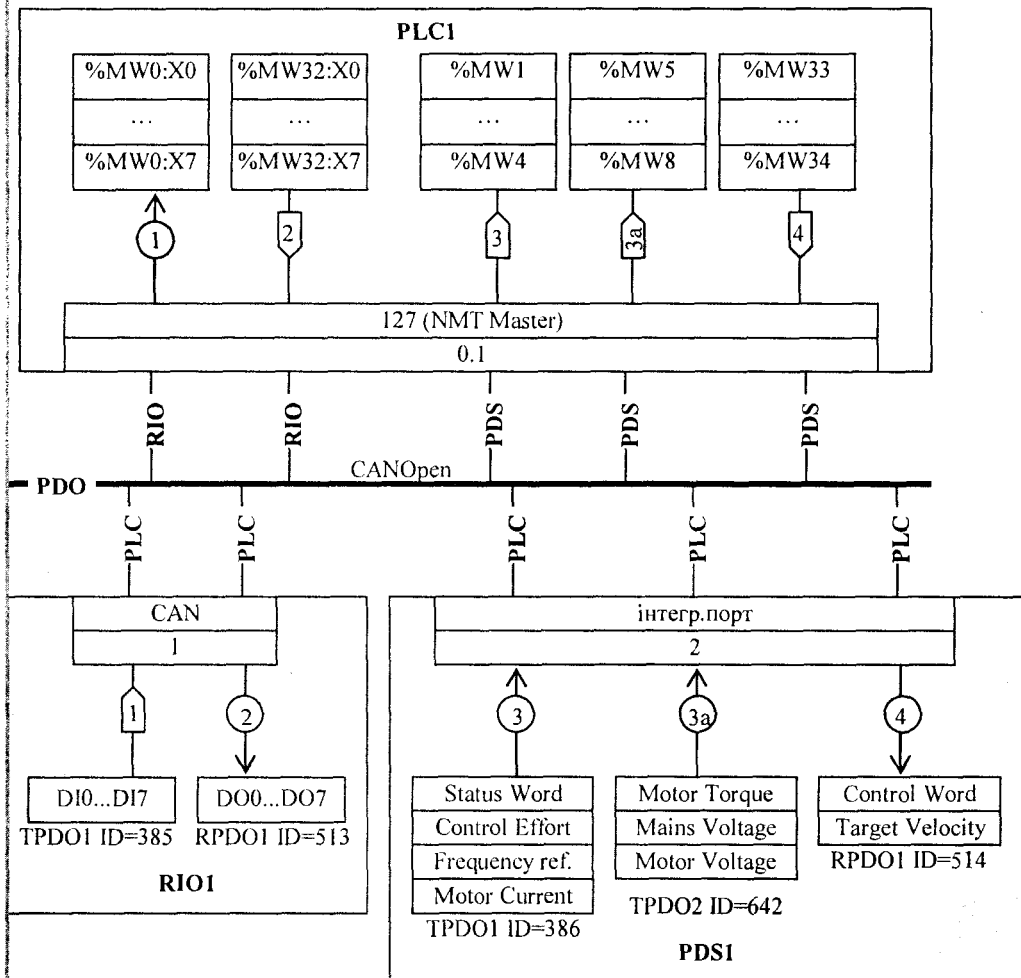 PLC1
%MW0:X0 %MW32:X0 %MW1 %MW5 %MW33
... ... ... ... ...
%MW0:X7 %MW32:X7 %MW4 %MW8 %MW34
1 2 3 3a 4
127 (NMT Master)
0.1
RIO RIO PDS PDS PDS
CANOpen
PDO
PLC PLC PLC PLC PLC
CAN інтегр.порт
1 2
1 2 3 3a 4
DI0...DI7 DO0...DO7 Status Word Motor Torque Control Word
TPDO1 ID=385 RPDO1 ID=513 Control Effort Mains Voltage Target Velocity
Frequency ref. Motor Voltage RPDO1 ID=514
RIO1 Motor Current TPDO2 ID=642
TPDO1 ID=386
PDS1